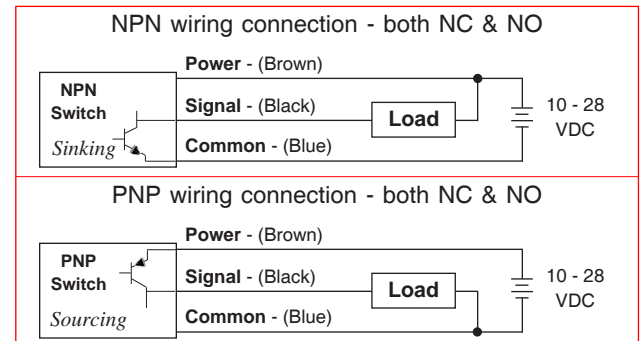 NPN wiring connection - both NC & NO
Power - (Brown)
NPN
Switch
Signal - (Black)
Load
10 - 28
VDC
Sinking
Common - (Blue)
PNP wiring connection - both NC & NO
Power - (Brown)
PNP
Switch
Signal - (Black)
Load
10 - 28
VDC
Sourcing
Common - (Blue)